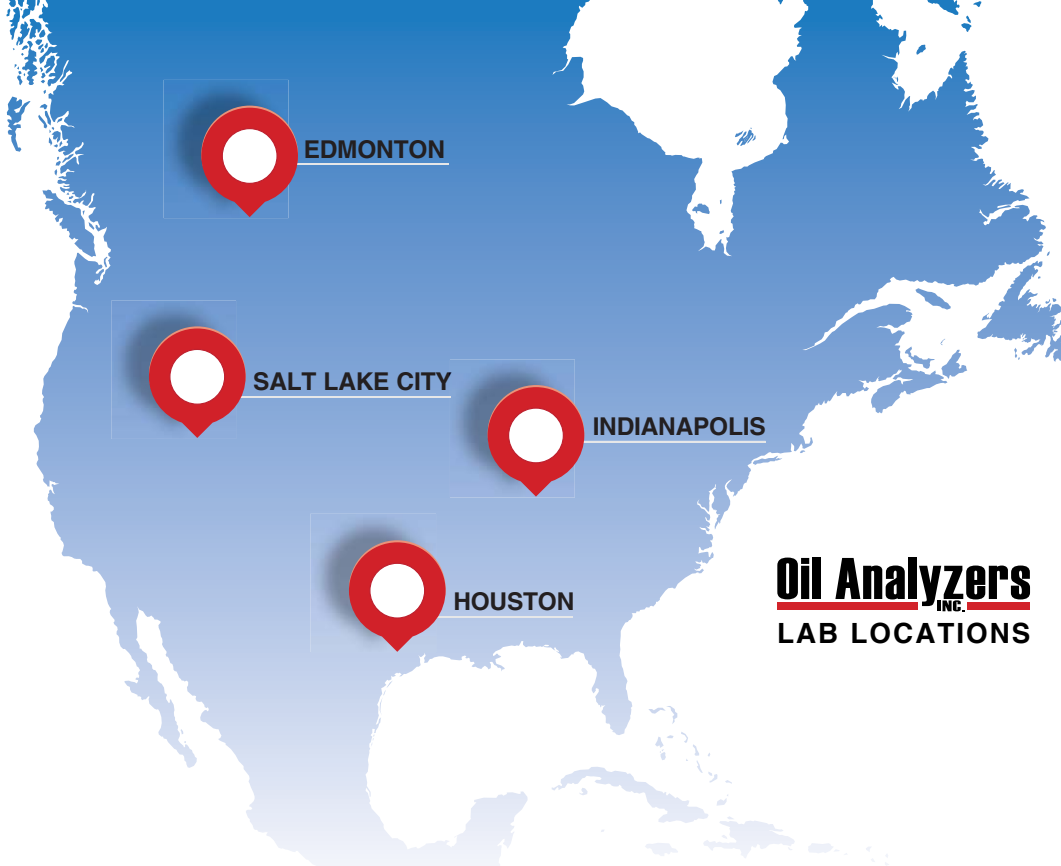 EDMONTON
SALT LAKE CITY
INDIANAPOLIS
HOUSTON
Oil Analyzers
INC.
LAB LOCATIONS